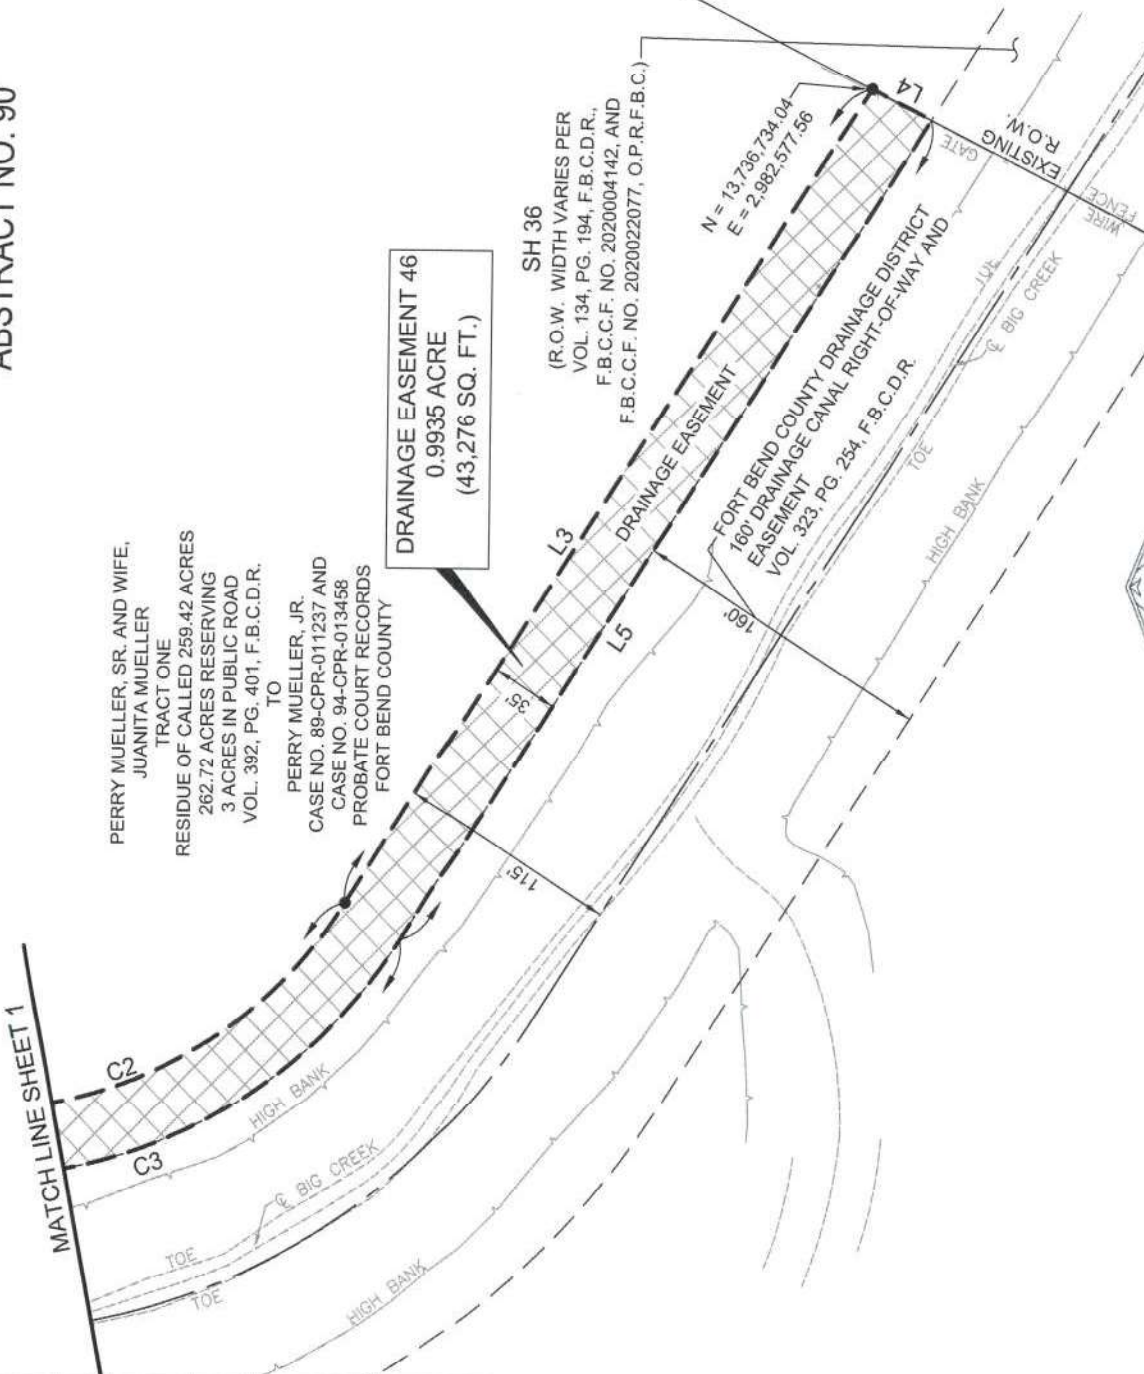 ABSTRACT NO. 90
PERRY MUELLER, SR. AND WIFE,
JUANITA MUELLER
TRACT ONE
RESIDUE OF CALLED 259.42 ACRES
262.72 ACRES RESERVING
3 ACRES IN PUBLIC ROAD
VOL. 392, PG. 401, F.B.C.D.R.
TO
PERRY MUELLER, JR.
CASE NO. 89-CPR-011237 AND
CASE NO. 94-CPR-013458
PROBATE COURT RECORDS
FORT BEND COUNTY
DRAINAGE EASEMENT 46
0.9935 ACRE
(43,276 SQ. FT.)
SH 36
(R.O.W. WIDTH VARIES PER
VOL. 134, PG. 194, F.B.C.D.R.,
F.B.C.C.F. NO. 2020004142, AND
F.B.C.C.F. NO. 2020022077, O.P.R.F.B.C.)
N = 13,736,734.04
E = 2,982,577.56
L4
GATE
EXISTING
R.O.W.
WIRE
FENCE
MATCH LINE SHEET 1
C2
C3
L3
L5
35'
115'
160'
DRAINAGE EASEMENT
FORT BEND COUNTY DRAINAGE DISTRICT
160' DRAINAGE CANAL RIGHT-OF-WAY AND
EASEMENT
VOL. 323, PG. 254, F.B.C.D.R.
HIGH BANK
TOE
℄ BIG CREEK
TOE
HIGH BANK
TOE
℄ BIG CREEK
TOE
HIGH BANK